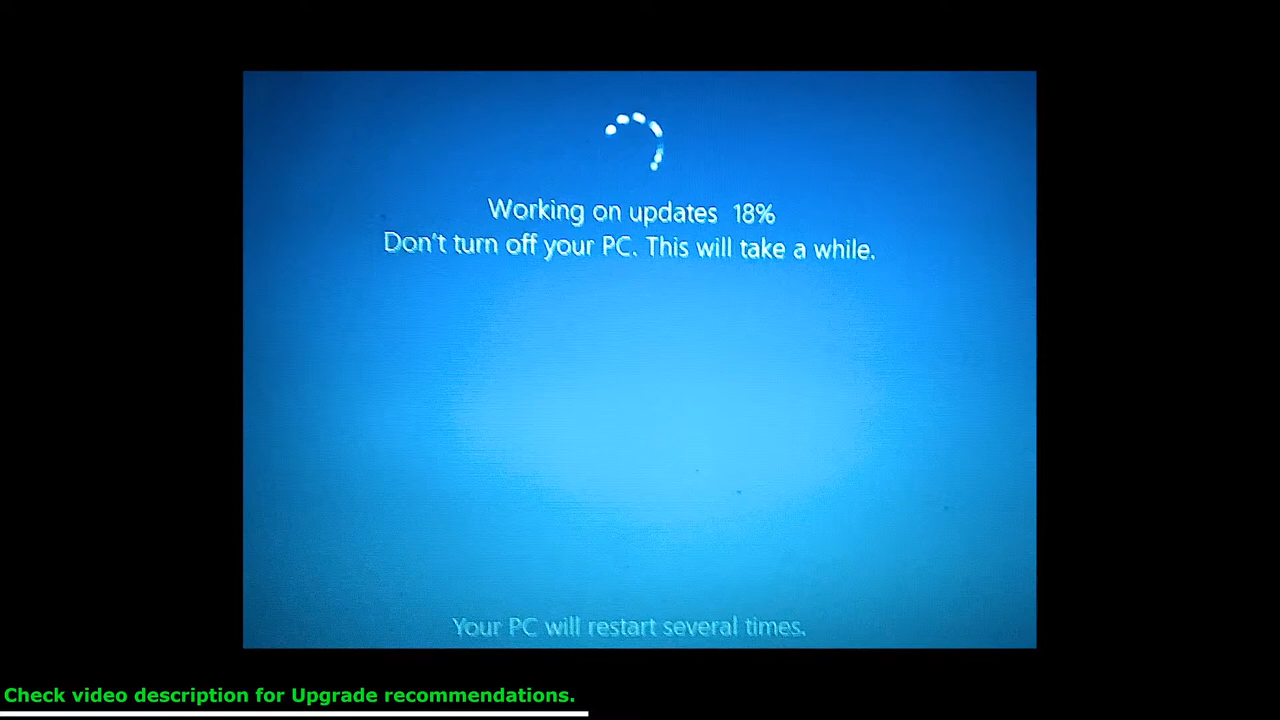 Working on updates 18%
Don't turn off your PC. This will take a while.
Your PC will restart several times.
Check video description for Upgrade recommendations.